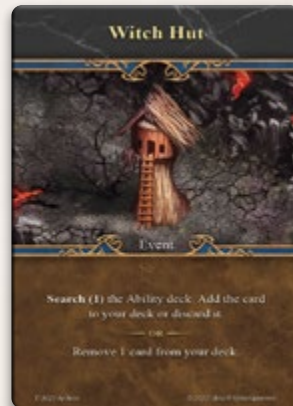 Witch Hut
Event
Search (1) the Ability deck. Add the card
to your deck or discard it.
OR
Remove 1 card from your deck.